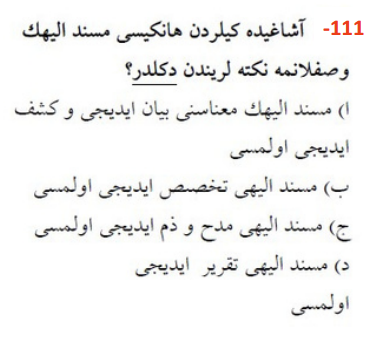 111- آشاغیده کیلردن هانکیسی مسند الیهك
وصفلانمه نکته لریندن دکلدر؟
ا) مسند الیهك معناسنی بیان ایدیجی و کشف
ایدیجی اولمسی
ب) مسند الیهی تخصص ایدیجی اولمسی
ج) مسند الیهی مدح و ذم ایدیجی اولمسی
د) مسند الیهی تقریر ایدیجی
اولمسی